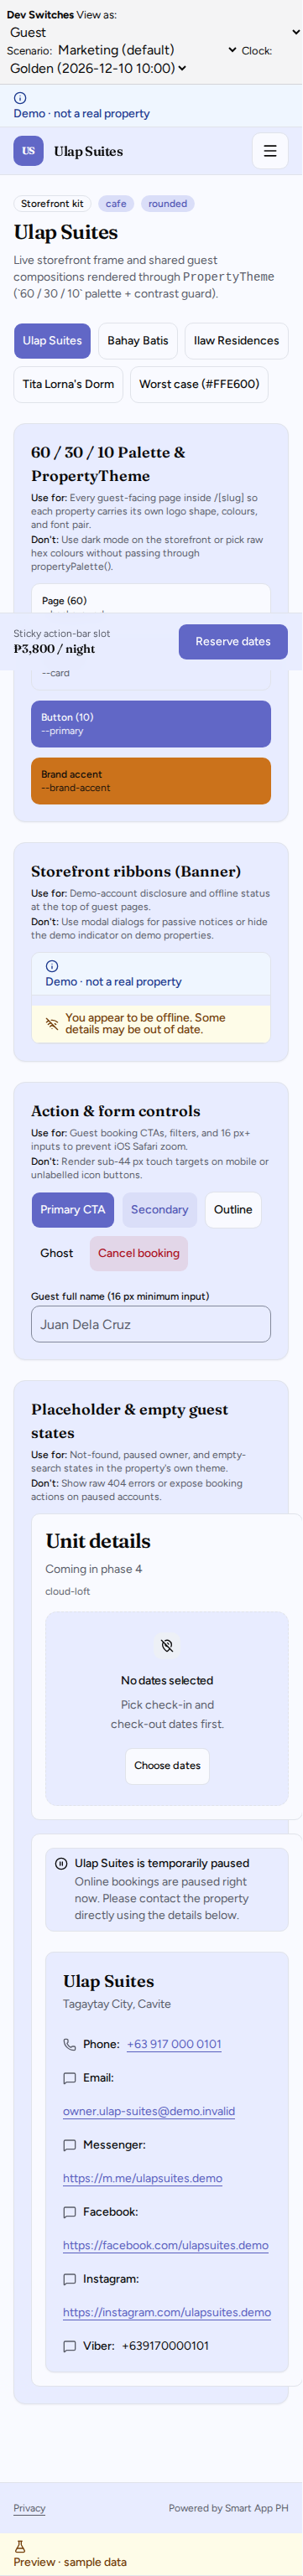 Dev Switches View as:
Guest
Scenario: Marketing (default) Clock:
Golden (2026-12-10 10:00)
Demo · not a real property
US Ulap Suites
Storefront kit cafe rounded
Ulap Suites
Live storefront frame and shared guest
compositions rendered through PropertyTheme
(`60 / 30 / 10` palette + contrast guard).
Ulap Suites Bahay Batis Ilaw Residences
Tita Lorna's Dorm Worst case (#FFE600)
60 / 30 / 10 Palette &
PropertyTheme
Use for: Every guest-facing page inside /[slug] so
each property carries its own logo shape, colours,
and font pair.
Don't: Use dark mode on the storefront or pick raw
hex colours without passing through
propertyPalette().
Page (60)
Sticky action-bar slot
₱3,800 / night
Reserve dates
--card
Button (10)
--primary
Brand accent
--brand-accent
Storefront ribbons (Banner)
Use for: Demo-account disclosure and offline status
at the top of guest pages.
Don't: Use modal dialogs for passive notices or hide
the demo indicator on demo properties.
Demo · not a real property
You appear to be offline. Some
details may be out of date.
Action & form controls
Use for: Guest booking CTAs, filters, and 16 px+
inputs to prevent iOS Safari zoom.
Don't: Render sub-44 px touch targets on mobile or
unlabelled icon buttons.
Primary CTA Secondary Outline
Ghost Cancel booking
Guest full name (16 px minimum input)
Juan Dela Cruz
Placeholder & empty guest
states
Use for: Not-found, paused owner, and empty-
search states in the property's own theme.
Don't: Show raw 404 errors or expose booking
actions on paused accounts.
Unit details
Coming in phase 4
cloud-loft
No dates selected
Pick check-in and
check-out dates first.
Choose dates
Ulap Suites is temporarily paused
Online bookings are paused right
now. Please contact the property
directly using the details below.
Ulap Suites
Tagaytay City, Cavite
Phone: +63 917 000 0101
Email:
owner.ulap-suites@demo.invalid
Messenger:
https://m.me/ulapsuites.demo
Facebook:
https://facebook.com/ulapsuites.demo
Instagram:
https://instagram.com/ulapsuites.demo
Viber: +639170000101
Privacy Powered by Smart App PH
Preview · sample data